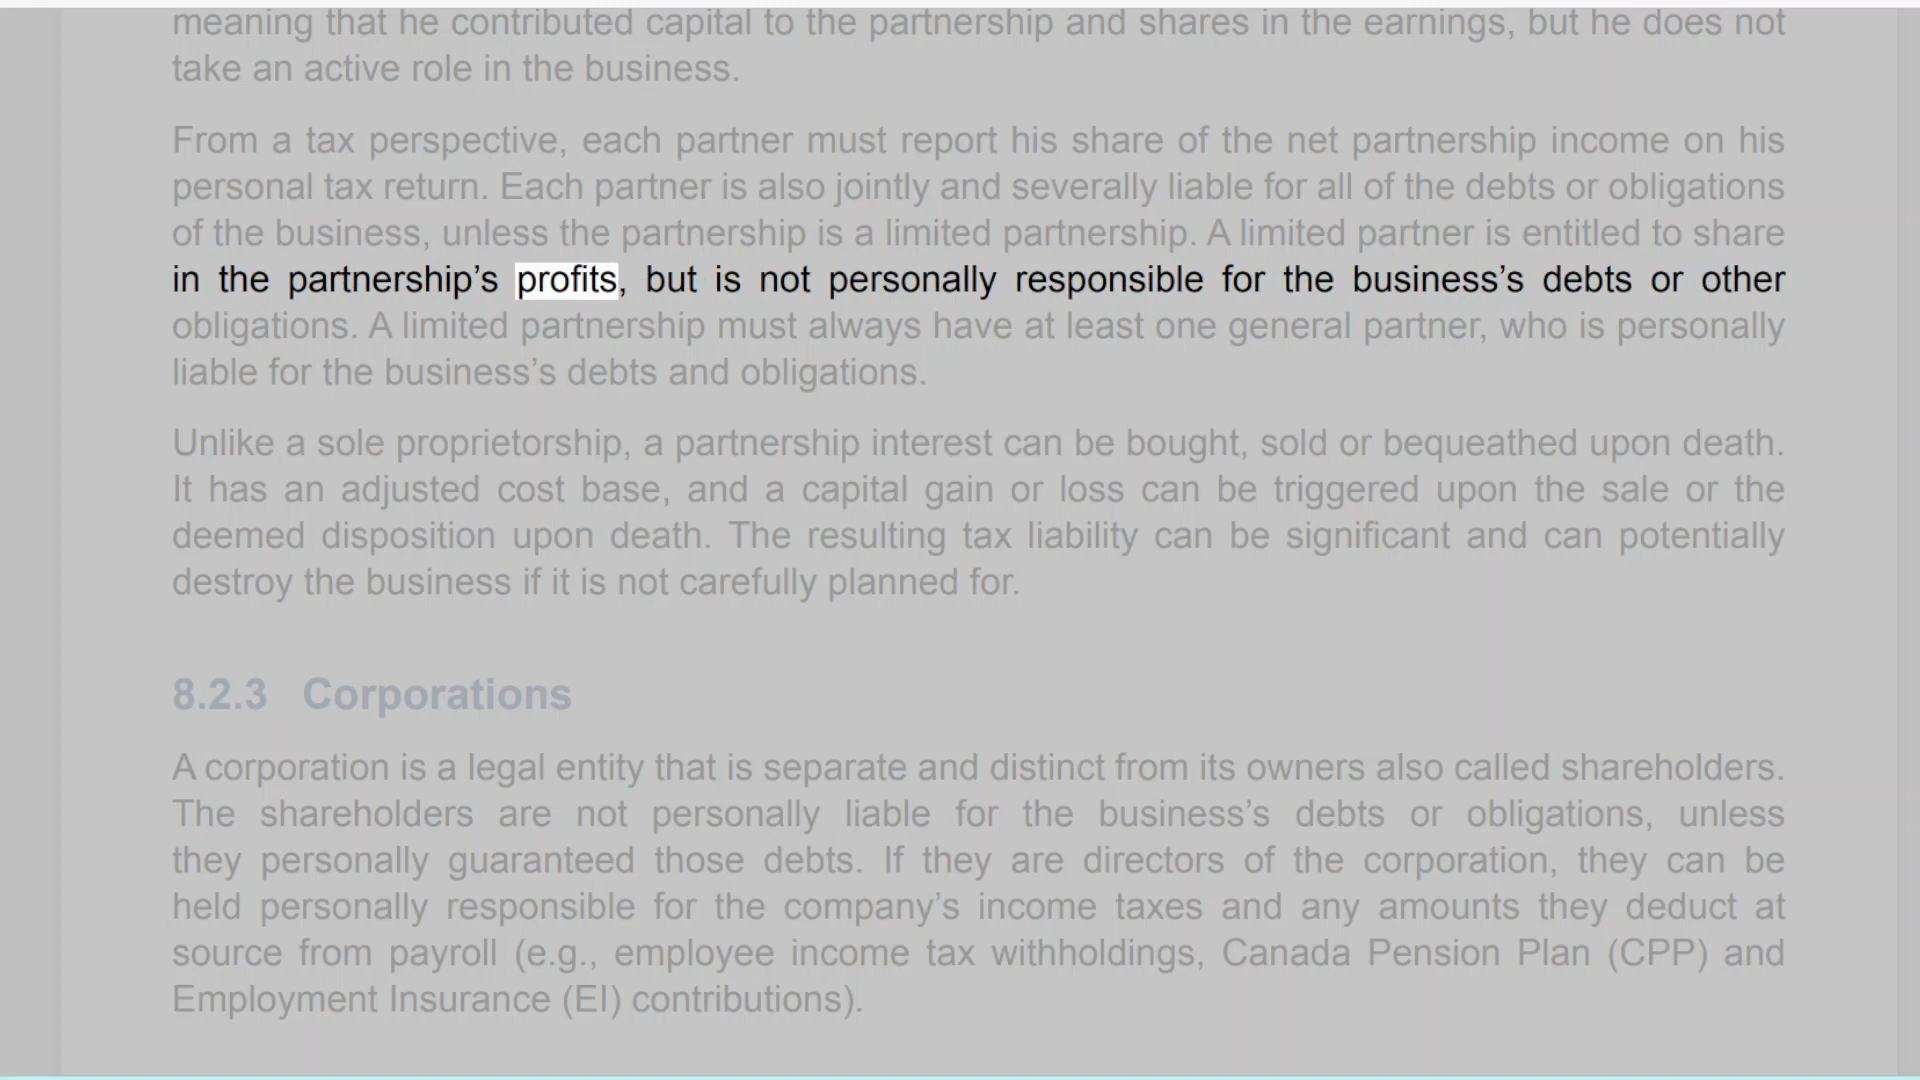 meaning that he contributed capital to the partnership and shares in the earnings, but he does not
take an active role in the business.
From a tax perspective, each partner must report his share of the net partnership income on his
personal tax return. Each partner is also jointly and severally liable for all of the debts or obligations
of the business, unless the partnership is a limited partnership. A limited partner is entitled to share
in the partnership’s profits, but is not personally responsible for the business’s debts or other
obligations. A limited partnership must always have at least one general partner, who is personally
liable for the business’s debts and obligations.
Unlike a sole proprietorship, a partnership interest can be bought, sold or bequeathed upon death.
It has an adjusted cost base, and a capital gain or loss can be triggered upon the sale or the
deemed disposition upon death. The resulting tax liability can be significant and can potentially
destroy the business if it is not carefully planned for.
8.2.3 Corporations
A corporation is a legal entity that is separate and distinct from its owners also called shareholders.
The shareholders are not personally liable for the business’s debts or obligations, unless
they personally guaranteed those debts. If they are directors of the corporation, they can be
held personally responsible for the company’s income taxes and any amounts they deduct at
source from payroll (e.g., employee income tax withholdings, Canada Pension Plan (CPP) and
Employment Insurance (EI) contributions).